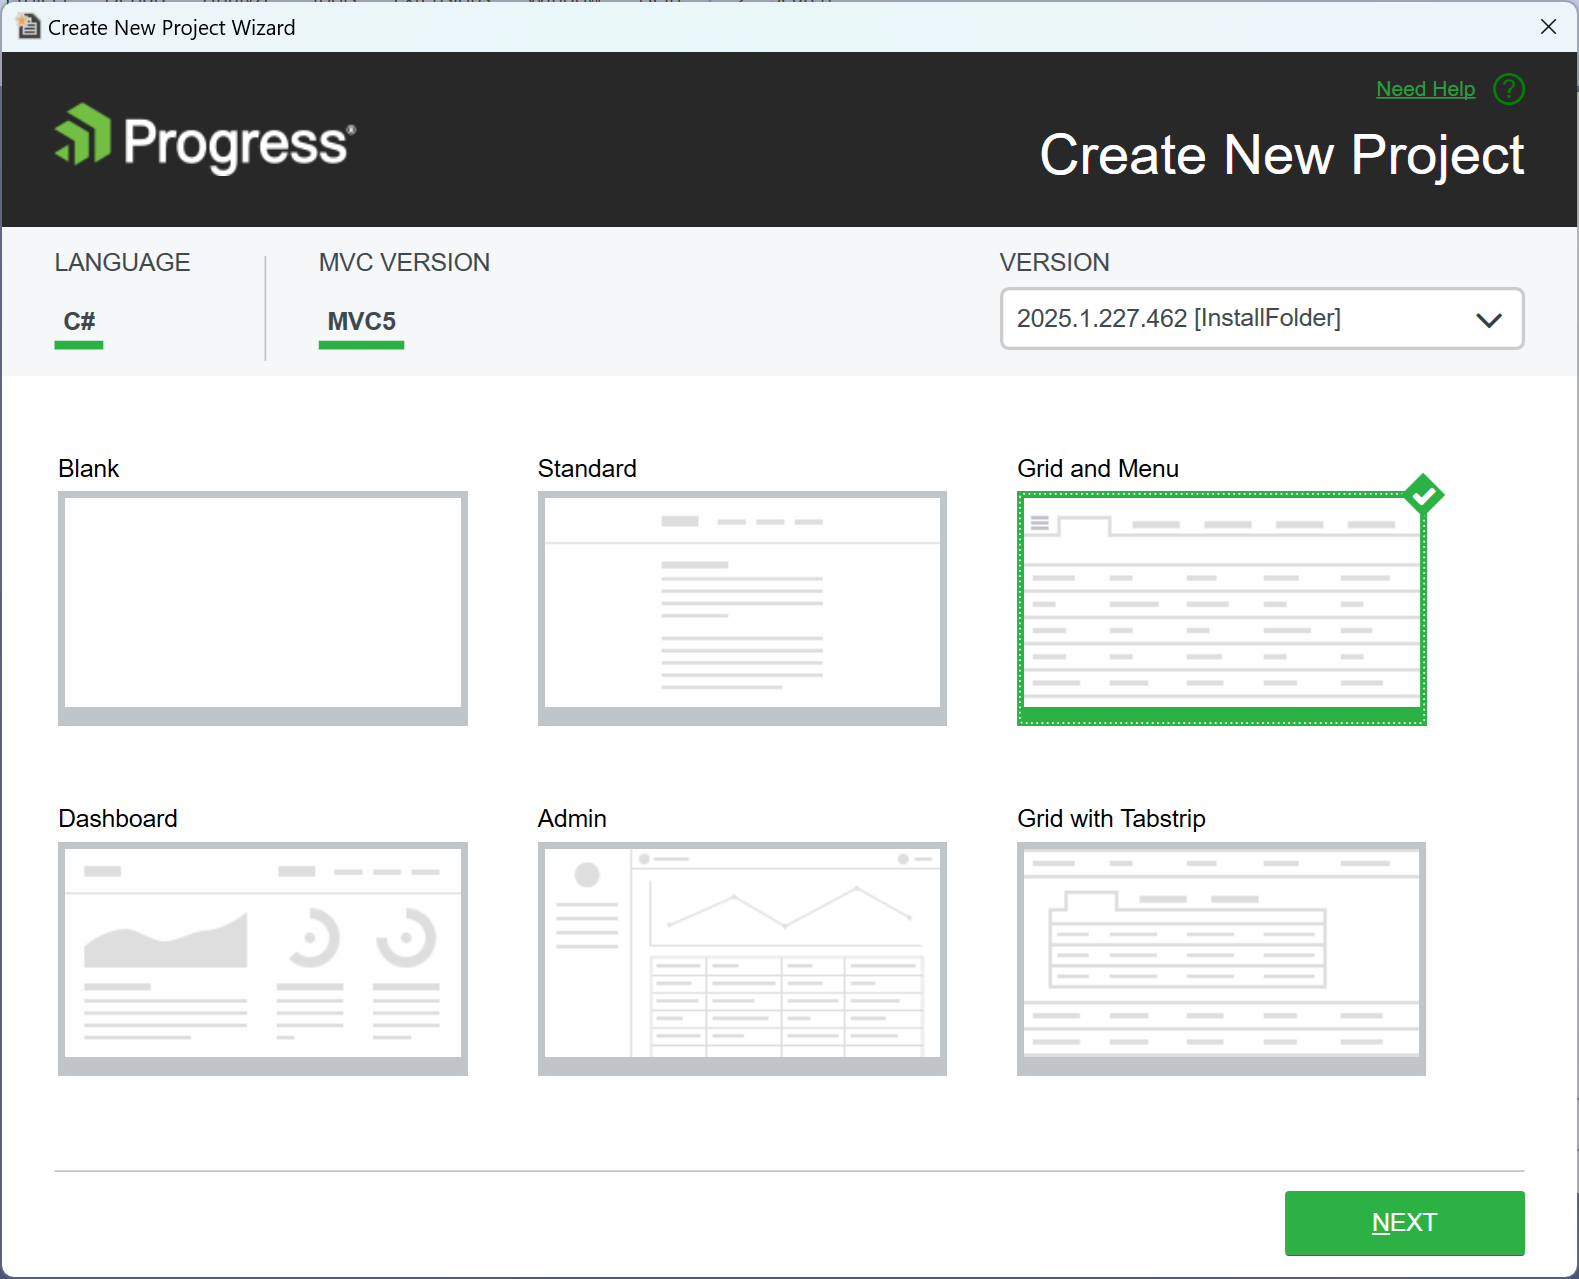 Create New Project Wizard
Need Help ?
Progress®
Create New Project
LANGUAGE
MVC VERSION
VERSION
C#
MVC5
2025.1.227.462 [InstallFolder]
Blank
Standard
Grid and Menu
Dashboard
Admin
Grid with Tabstrip
NEXT